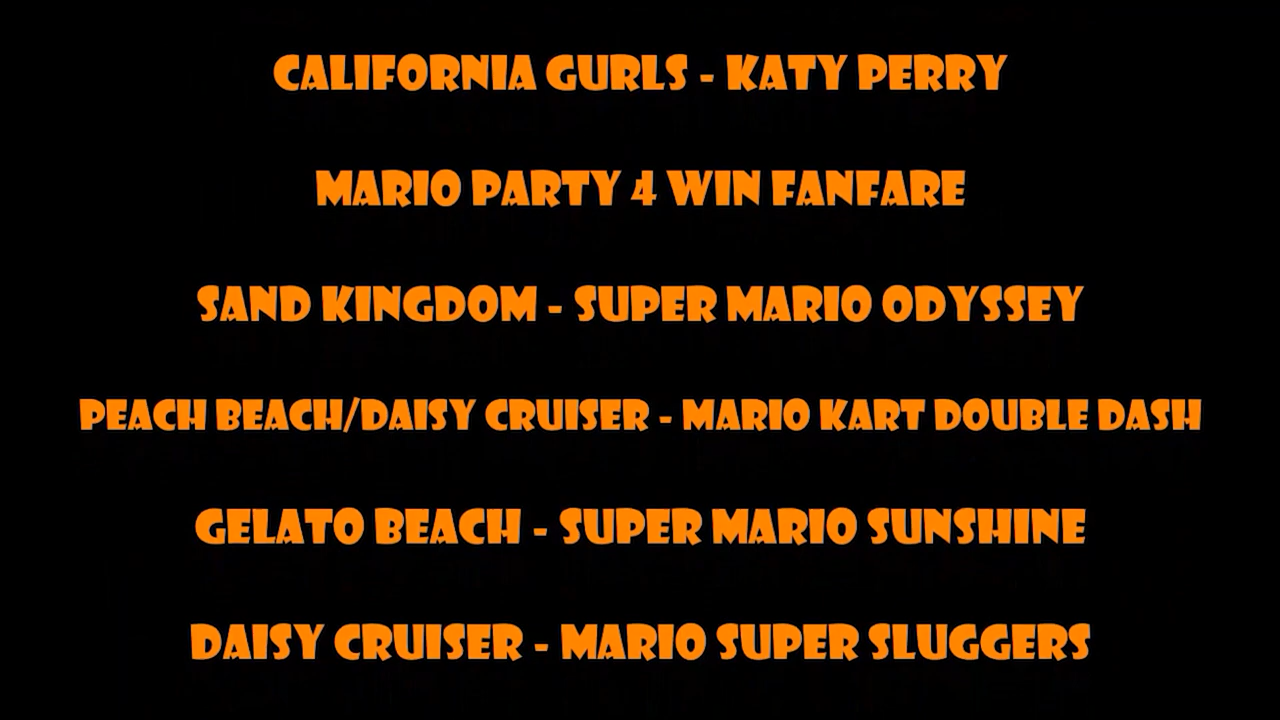 CALIFORNIA GURLS - KATY PERRY
MARIO PARTY 4 WIN FANFARE
SAND KINGDOM - SUPER MARIO ODYSSEY
PEACH BEACH/DAISY CRUISER - MARIO KART DOUBLE DASH
GELATO BEACH - SUPER MARIO SUNSHINE
DAISY CRUISER - MARIO SUPER SLUGGERS